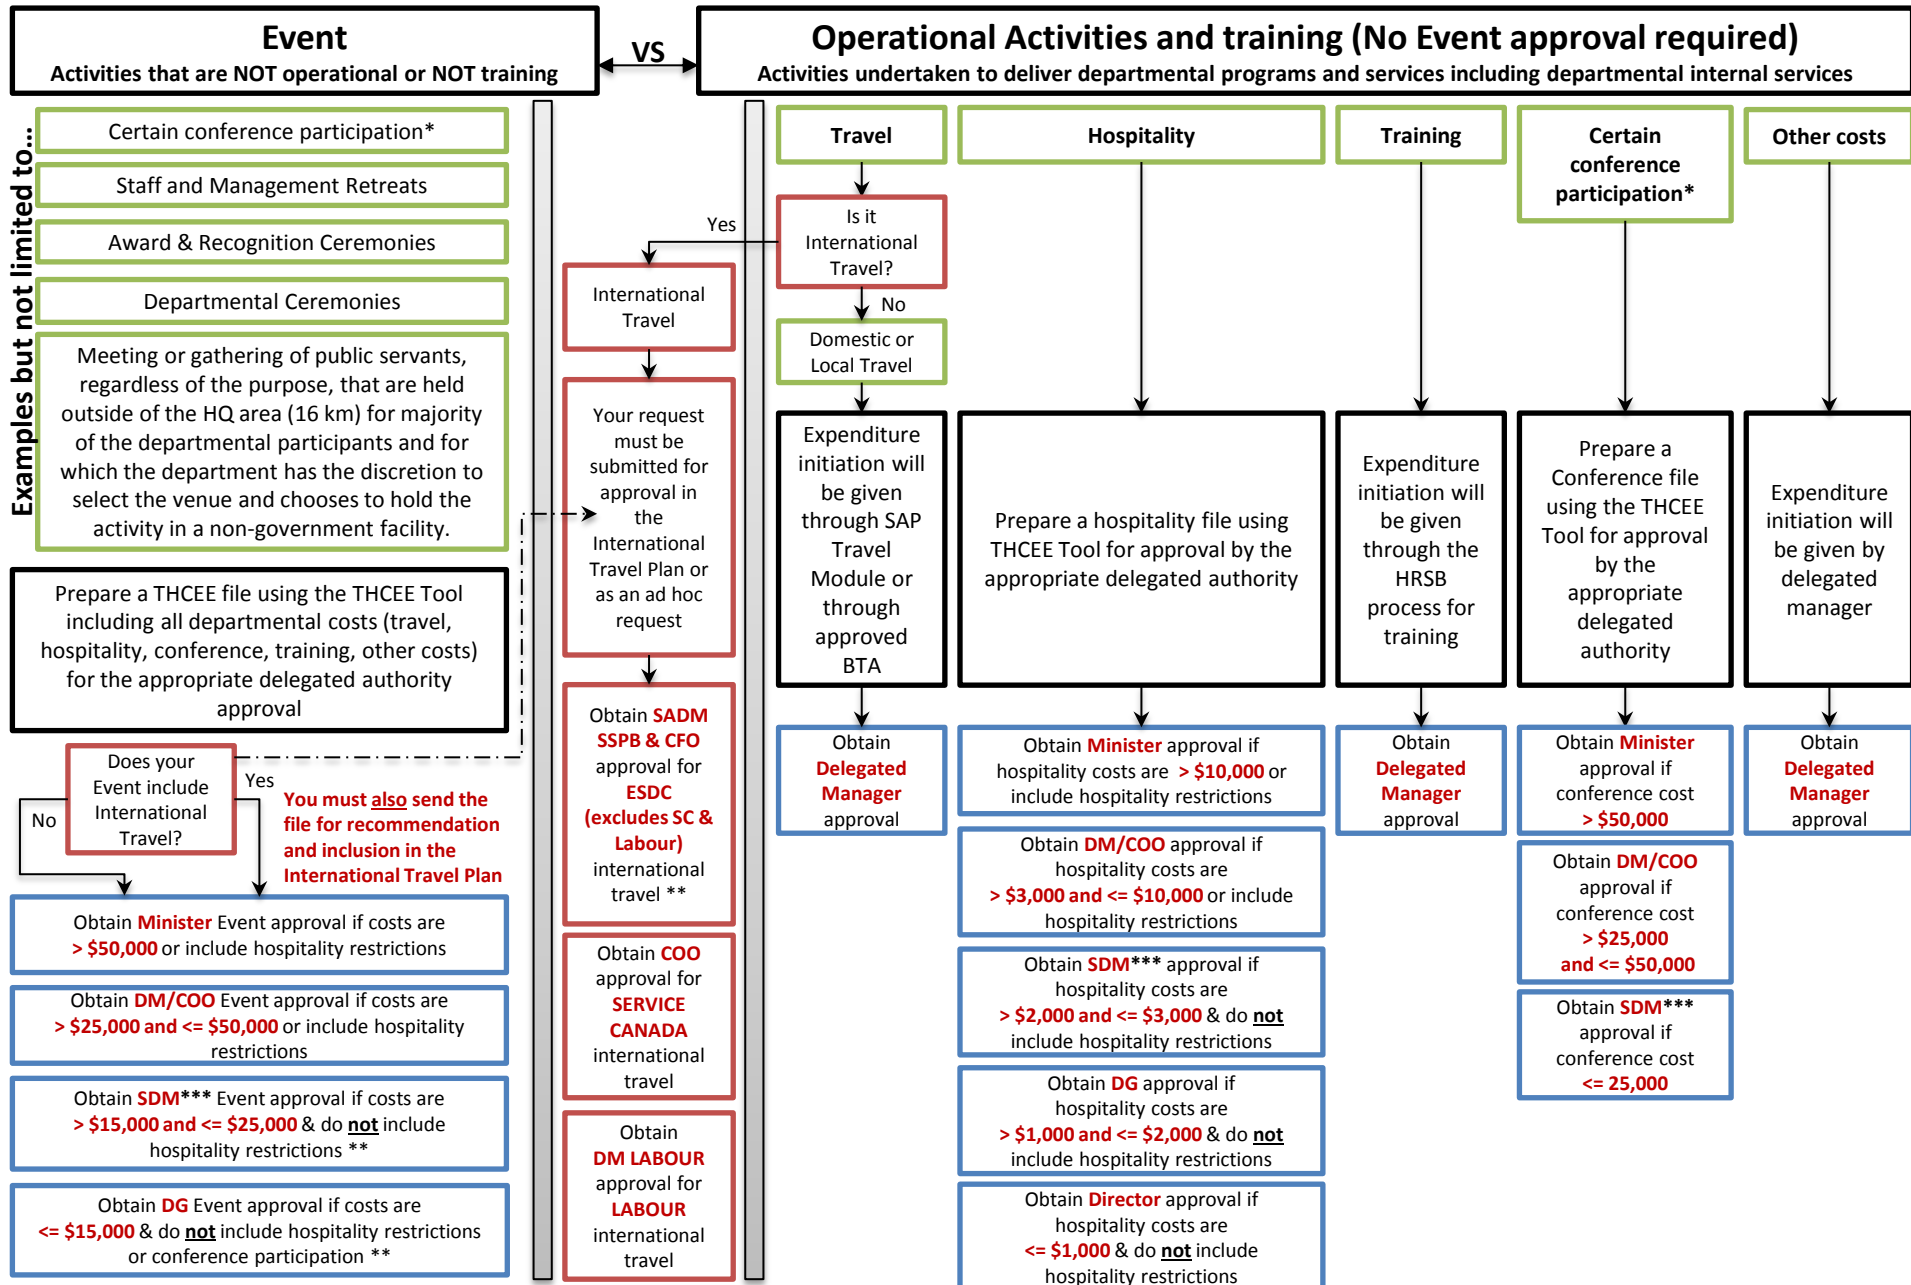 Event
Activities that are NOT operational or NOT training
VS
Operational Activities and training (No Event approval required)
Activities undertaken to deliver departmental programs and services including departmental internal services
Examples but not limited to...
Certain conference participation*
Staff and Management Retreats
Award & Recognition Ceremonies
Departmental Ceremonies
Meeting or gathering of public servants,
regardless of the purpose, that are held
outside of the HQ area (16 km) for majority
of the departmental participants and for
which the department has the discretion to
select the venue and chooses to hold the
activity in a non-government facility.
Prepare a THCEE file using the THCEE Tool
including all departmental costs (travel,
hospitality, conference, training, other costs)
for the appropriate delegated authority
approval
Does your
Event include
International
Travel?
No
Yes
You must also send the
file for recommendation
and inclusion in the
International Travel Plan
Obtain Minister Event approval if costs are
> $50,000 or include hospitality restrictions
Obtain DM/COO Event approval if costs are
> $25,000 and <= $50,000 or include hospitality
restrictions
Obtain SDM*** Event approval if costs are
> $15,000 and <= $25,000 & do not include
hospitality restrictions **
Obtain DG Event approval if costs are
<= $15,000 & do not include hospitality restrictions
or conference participation **
Yes
International
Travel
Your request
must be
submitted for
approval in
the
International
Travel Plan or
as an ad hoc
request
Obtain SADM
SSPB & CFO
approval for
ESDC
(excludes SC &
Labour)
international
travel **
Obtain COO
approval for
SERVICE
CANADA
international
travel
Obtain
DM LABOUR
approval for
LABOUR
international
travel
Travel
Is it
International
Travel?
No
Domestic or
Local Travel
Expenditure
initiation will
be given
through SAP
Travel
Module or
through
approved
BTA
Obtain
Delegated
Manager
approval
Hospitality
Prepare a hospitality file using
THCEE Tool for approval by the
appropriate delegated authority
Obtain Minister approval if
hospitality costs are > $10,000 or
include hospitality restrictions
Obtain DM/COO approval if
hospitality costs are
> $3,000 and <= $10,000 or include
hospitality restrictions
Obtain SDM*** approval if
hospitality costs are
> $2,000 and <= $3,000 & do not
include hospitality restrictions
Obtain DG approval if
hospitality costs are
> $1,000 and <= $2,000 & do not
include hospitality restrictions
Obtain Director approval if
hospitality costs are
<= $1,000 & do not include
hospitality restrictions
Training
Expenditure
initiation will
be given
through the
HRSB
process for
training
Obtain
Delegated
Manager
approval
Certain
conference
participation*
Prepare a
Conference file
using the THCEE
Tool for approval
by the
appropriate
delegated
authority
Obtain Minister
approval if
conference cost
> $50,000
Obtain DM/COO
approval if
conference cost
> $25,000
and <= $50,000
Obtain SDM***
approval if
conference cost
<= 25,000
Other costs
Expenditure
initiation will
be given by
delegated
manager
Obtain
Delegated
Manager
approval